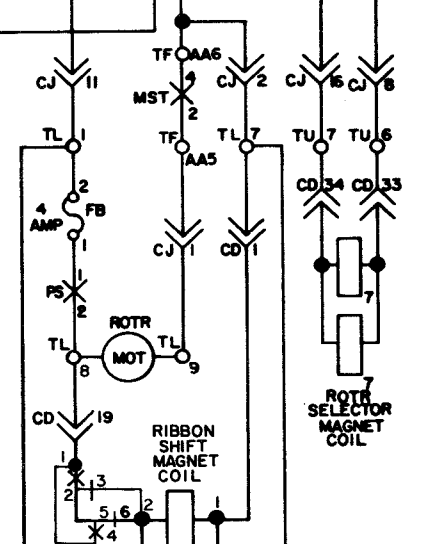 TF AA6
CJ 11
4
MST
2
CJ 2
CJ 16
CJ 8
TL 1
TF
AA5
TL 7
TU 7
TU 6
CD 34
CD 33
2
4
AMP
FB
1
CJ 1
CD 1
PS
1
2
ROTR
MOT
TL
8
TL
9
7
7
ROTR
SELECTOR
MAGNET
COIL
CD 19
RIBBON
SHIFT
MAGNET
COIL
1
2
3
5
6
4
2
1